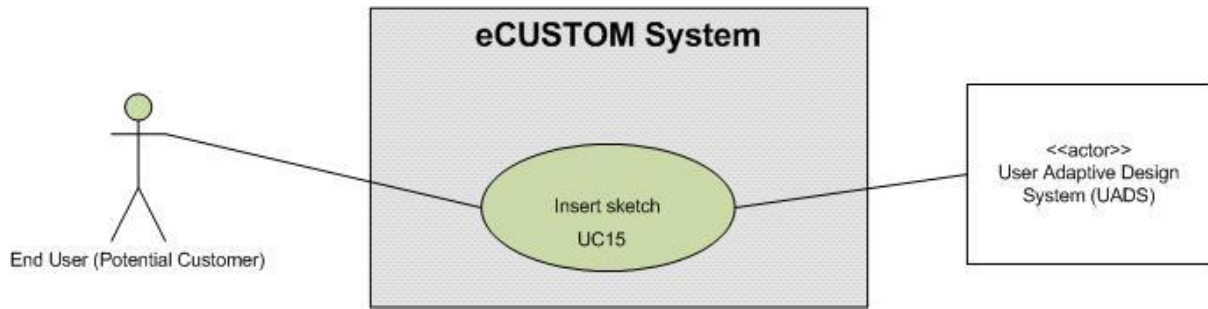 eCUSTOM System
End User (Potential Customer)
Insert sketch
UC15
<<actor>>
User Adaptive Design
System (UADS)